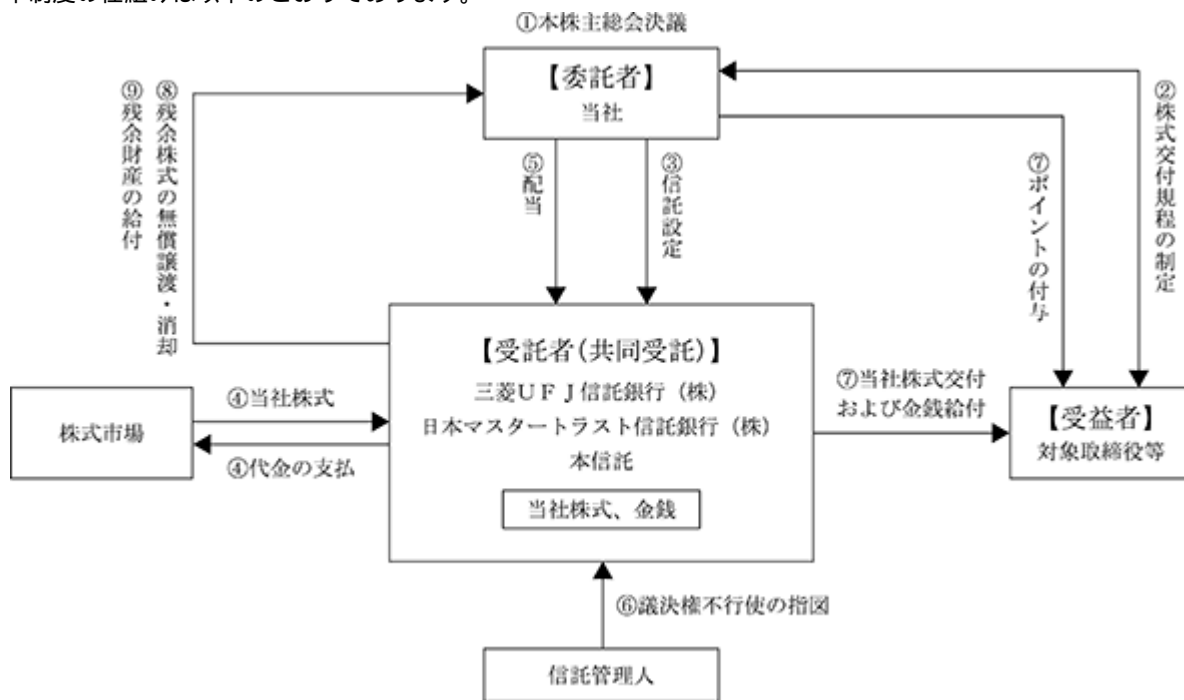 本制度の仕組みは以下のとおりであります。
①本株主総会決議
【委託者】
当社
⑨残余財産の給付
⑧残余株式の無償譲渡・消却
⑤配当
③信託設定
⑦ポイントの付与
②株式交付規程の制定
【受託者(共同受託)】
三菱UFJ信託銀行(株)
日本マスタートラスト信託銀行(株)
本信託
当社株式、金銭
株式市場
④当社株式
④代金の支払
⑦当社株式交付
および金銭給付
【受益者】
対象取締役等
⑥議決権不行使の指図
信託管理人